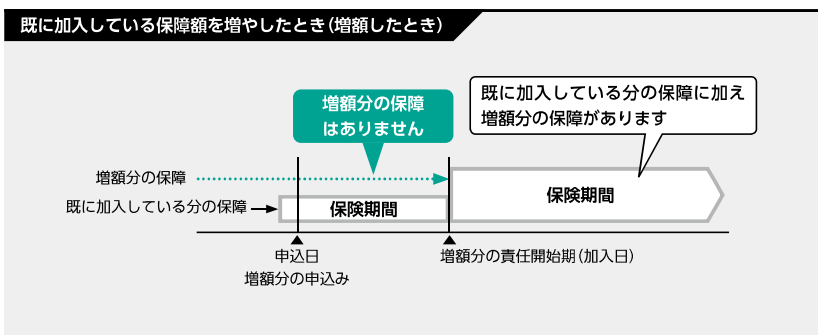 既に加入している保障額を増やしたとき(増額したとき)
増額分の保障
はありません
既に加入している分の保障に加え
増額分の保障があります
増額分の保障
既に加入している分の保障
保険期間
保険期間
申込日
増額分の申込み
増額分の責任開始期(加入日)